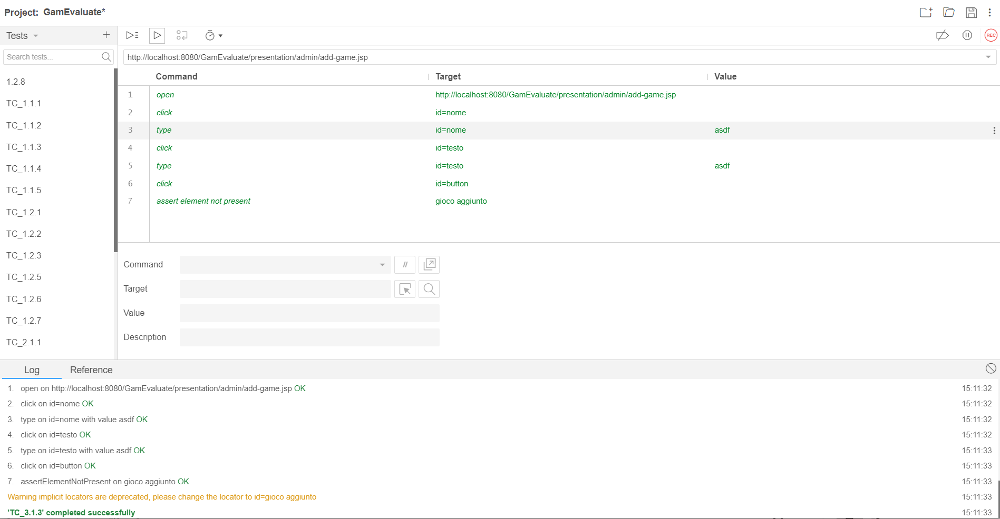 Project: GamEvaluate*
Tests
Search tests...
1.2.8
TC_1.1.1
TC_1.1.2
TC_1.1.3
TC_1.1.4
TC_1.1.5
TC_1.2.1
TC_1.2.2
TC_1.2.3
TC_1.2.5
TC_1.2.6
TC_1.2.7
TC_2.1.1
REC
http://localhost:8080/GamEvaluate/presentation/admin/add-game.jsp
Command Target Value
1 open http://localhost:8080/GamEvaluate/presentation/admin/add-game.jsp
2 click id=nome
3 type id=nome asdf
4 click id=testo
5 type id=testo asdf
6 click id=button
7 assert element not present gioco aggiunto
Command //
Target
Value
Description
Log Reference
1. open on http://localhost:8080/GamEvaluate/presentation/admin/add-game.jsp OK 15:11:32
2. click on id=nome OK 15:11:32
3. type on id=nome with value asdf OK 15:11:32
4. click on id=testo OK 15:11:32
5. type on id=testo with value asdf OK 15:11:33
6. click on id=button OK 15:11:33
7. assertElementNotPresent on gioco aggiunto OK 15:11:33
Warning implicit locators are deprecated, please change the locator to id=gioco aggiunto 15:11:33
'TC_3.1.3' completed successfully 15:11:33